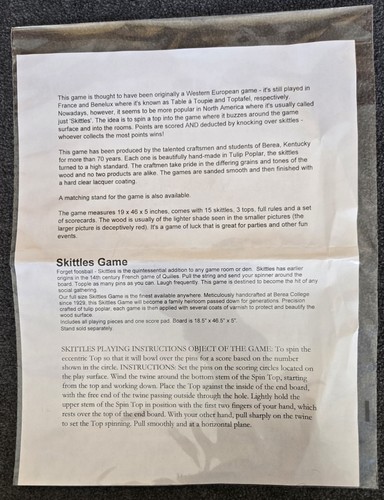 This game is thought to have been originally a Western European game - it's still played in
France and Benelux where it's known as Table à Toupie and Toptafel, respectively.
Nowadays, however, it seems to be more popular in North America where it's usually called
just 'Skittles'. The idea is to spin a top into the game where it buzzes around the game
surface and into the rooms. Points are scored AND deducted by knocking over skittles -
whoever collects the most points wins!
This game has been produced by the talented craftsmen and students of Berea, Kentucky
for more than 70 years. Each one is beautifully hand-made in Tulip Poplar, the skittles
turned to a high standard. The craftmen take pride in the differing grains and tones of the
wood and no two products are alike. The games are sanded smooth and then finished with
a hard clear lacquer coating.
A matching stand for the game is also available.
The game measures 19 x 46 x 5 inches, comes with 15 skittles, 3 tops, full rules and a set
of scorecards. The wood is usually of the lighter shade seen in the smaller pictures (the
larger picture is deceptively red). It's a game of luck that is great for parties and other fun
events.
Skittles Game
Forget foosball - Skittles is the quintessential addition to any game room or den. Skittles has earlier
origins in the 14th century French game of Quilles. Pull the string and send your spinner around the
board. Topple as many pins as you can. Laugh frequently. This game is destined to become the hit of any
social gathering.
Our full size Skittles Game is the finest available anywhere. Meticulously handcrafted at Berea College
since 1929, this Skittles Game will become a family heirloom passed down for generations. Precision
crafted of tulip poplar, each game is then applied with several coats of varnish to protect and beautify the
wood surface.
Includes all playing pieces and one score pad. Board is 18.5" x 46.5" x 5".
Stand sold separately.
SKITTLES PLAYING INSTRUCTIONS OBJECT OF THE GAME: To spin the
eccentric Top so that it will bowl over the pins for a score based on the number
shown in the circle. INSTRUCTIONS: Set the pins on the scoring circles located on
the play surface. Wind the twine around the bottom stem of the Spin Top, starting
from the top and working down. Place the Top against the inside of the end board,
with the free end of the twine passing outside through the hole. Lightly hold the
upper stem of the Spin Top in position with the first two fingers of your hand, which
rests over the top of the end board. With your other hand, pull sharply on the twine
to set the Top spinning. Pull smoothly and at a horizontal plane.